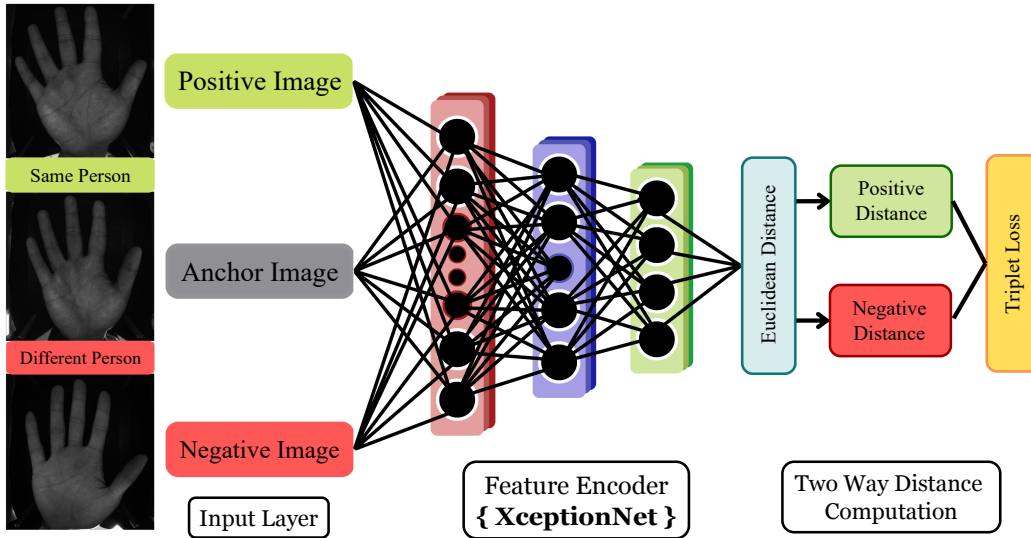 Same Person
Different Person
Positive Image
Anchor Image
Negative Image
Input Layer
Feature Encoder
{ XceptionNet }
Euclidean Distance
Positive
Distance
Negative
Distance
Triplet Loss
Two Way Distance
Computation